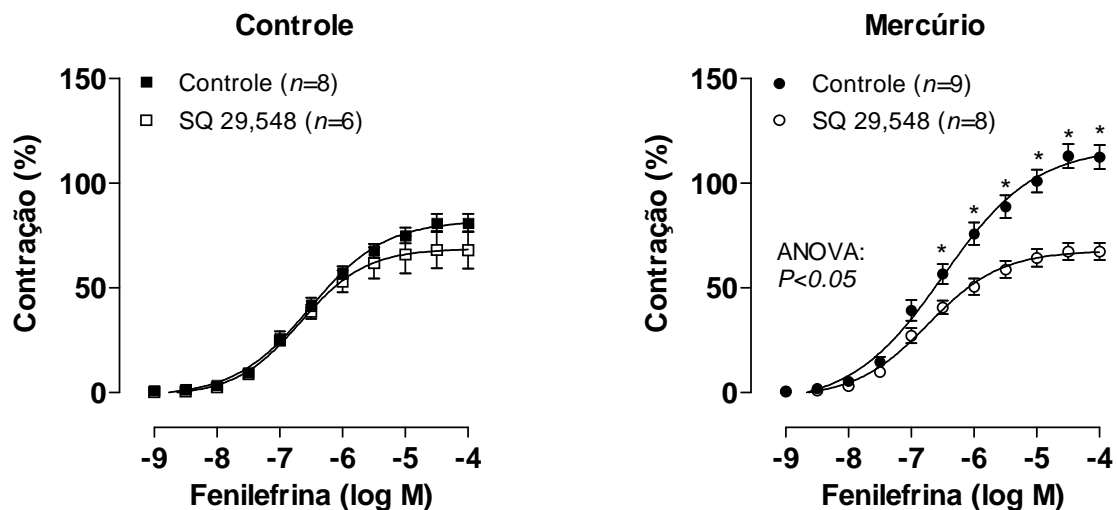 Controle
150
100
50
0
Contração (%)
Controle (n=8)
SQ 29,548 (n=6)
-9 -8 -7 -6 -5 -4
Fenilefrina (log M)
Mercúrio
150
100
50
0
Contração (%)
Controle (n=9)
SQ 29,548 (n=8)
* * * * * * 
ANOVA:
P<0.05
-9 -8 -7 -6 -5 -4
Fenilefrina (log M)